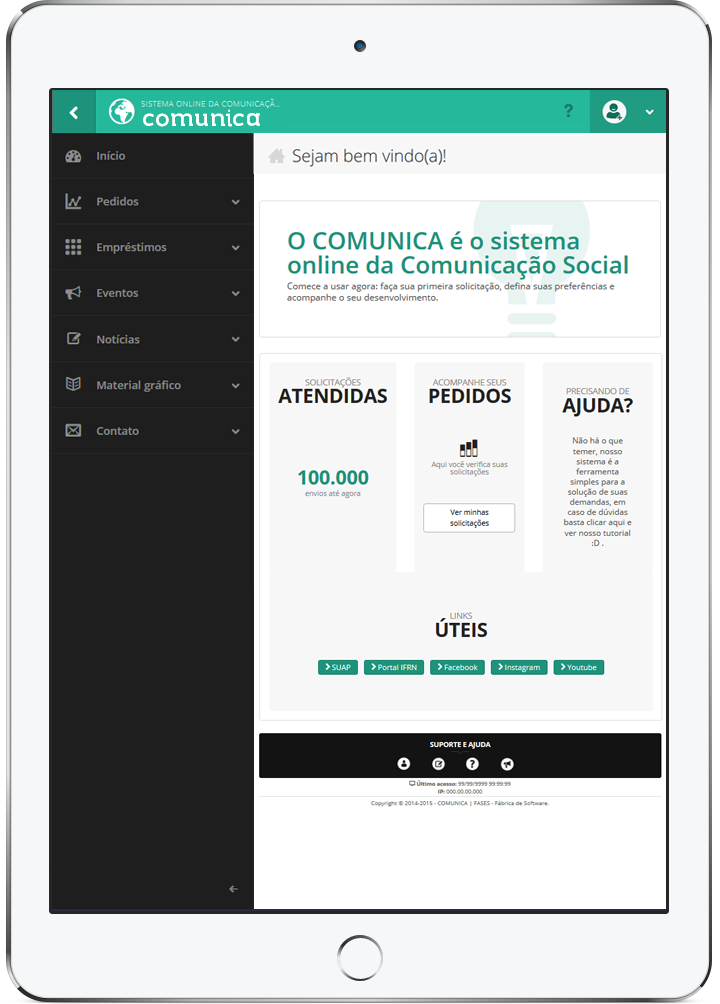 SISTEMA ONLINE DA COMUNICAÇÃ...
comunica
?
Início
Pedidos
Empréstimos
Eventos
Notícias
Material gráfico
Contato
Sejam bem vindo(a)!
O COMUNICA é o sistema
online da Comunicação Social
Comece a usar agora: faça sua primeira solicitação, defina suas preferências e
acompanhe o seu desenvolvimento.
SOLICITAÇÕES
ATENDIDAS
100.000
envios até agora
ACOMPANHE SEUS
PEDIDOS
Aqui você verifica suas
solicitações
Ver minhas
solicitações
PRECISANDO DE
AJUDA?
Não há o que
temer, nosso
sistema é a
ferramenta
simples para a
solução de suas
demandas, em
caso de dúvidas
basta clicar aqui e
ver nosso tutorial
:D .
LINKS
ÚTEIS
SUAP
Portal IFRN
Facebook
Instagram
Youtube
SUPORTE E AJUDA
?
Último acesso: 99/99/9999 99:99:99
IP: 000.00.00.000
Copyright © 2014-2015 - COMUNICA | FASES - Fábrica de Software.